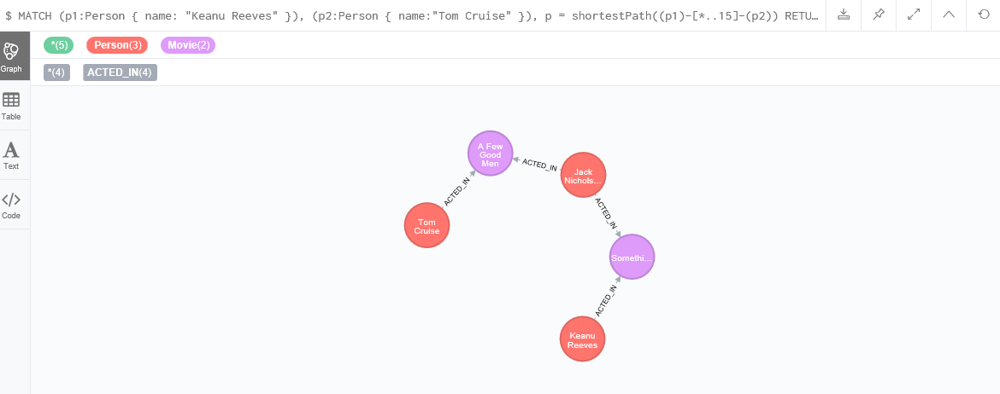 $ MATCH (p1:Person { name: "Keanu Reeves" }), (p2:Person { name:"Tom Cruise" }), p = shortestPath((p1)-[*..15]-(p2)) RETU…
*(5) Person(3) Movie(2)
*(4) ACTED_IN(4)
Graph
Table
Text
Code
A Few
Good
Men
ACTED_IN
Jack
Nichols…
ACTED_IN
Tom
Cruise
ACTED_IN
Somethi…
ACTED_IN
Keanu
Reeves